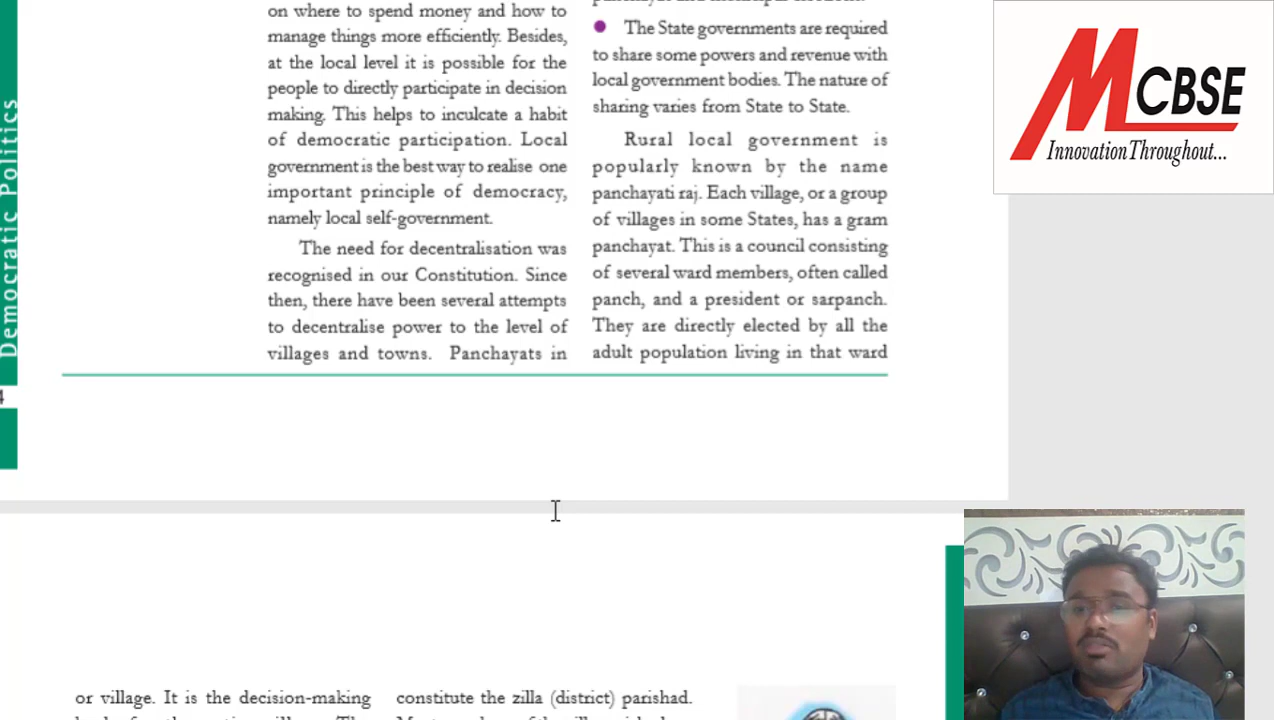 Democratic Politics
4
on where to spend money and how to
manage things more efficiently. Besides,
at the local level it is possible for the
people to directly participate in decision
making. This helps to inculcate a habit
of democratic participation. Local
government is the best way to realise one
important principle of democracy,
namely local self-government.
The need for decentralisation was
recognised in our Constitution. Since
then, there have been several attempts
to decentralise power to the level of
villages and towns. Panchayats in
● The State governments are required
to share some powers and revenue with
local government bodies. The nature of
sharing varies from State to State.
Rural local government is
popularly known by the name
panchayati raj. Each village, or a group
of villages in some States, has a gram
panchayat. This is a council consisting
of several ward members, often called
panch, and a president or sarpanch.
They are directly elected by all the
adult population living in that ward
or village. It is the decision-making
constitute the zilla (district) parishad.
MCBSE
Innovation Throughout...